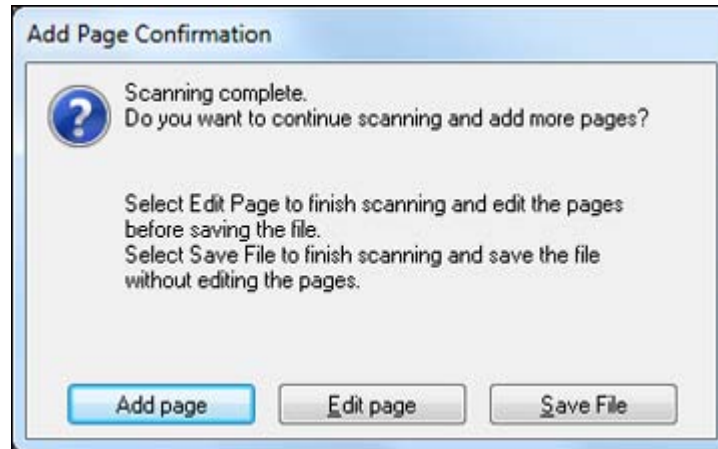 Add Page Confirmation
Scanning complete.
Do you want to continue scanning and add more pages?
Select Edit Page to finish scanning and edit the pages
before saving the file.
Select Save File to finish scanning and save the file
without editing the pages.
Add page
Edit page
Save File